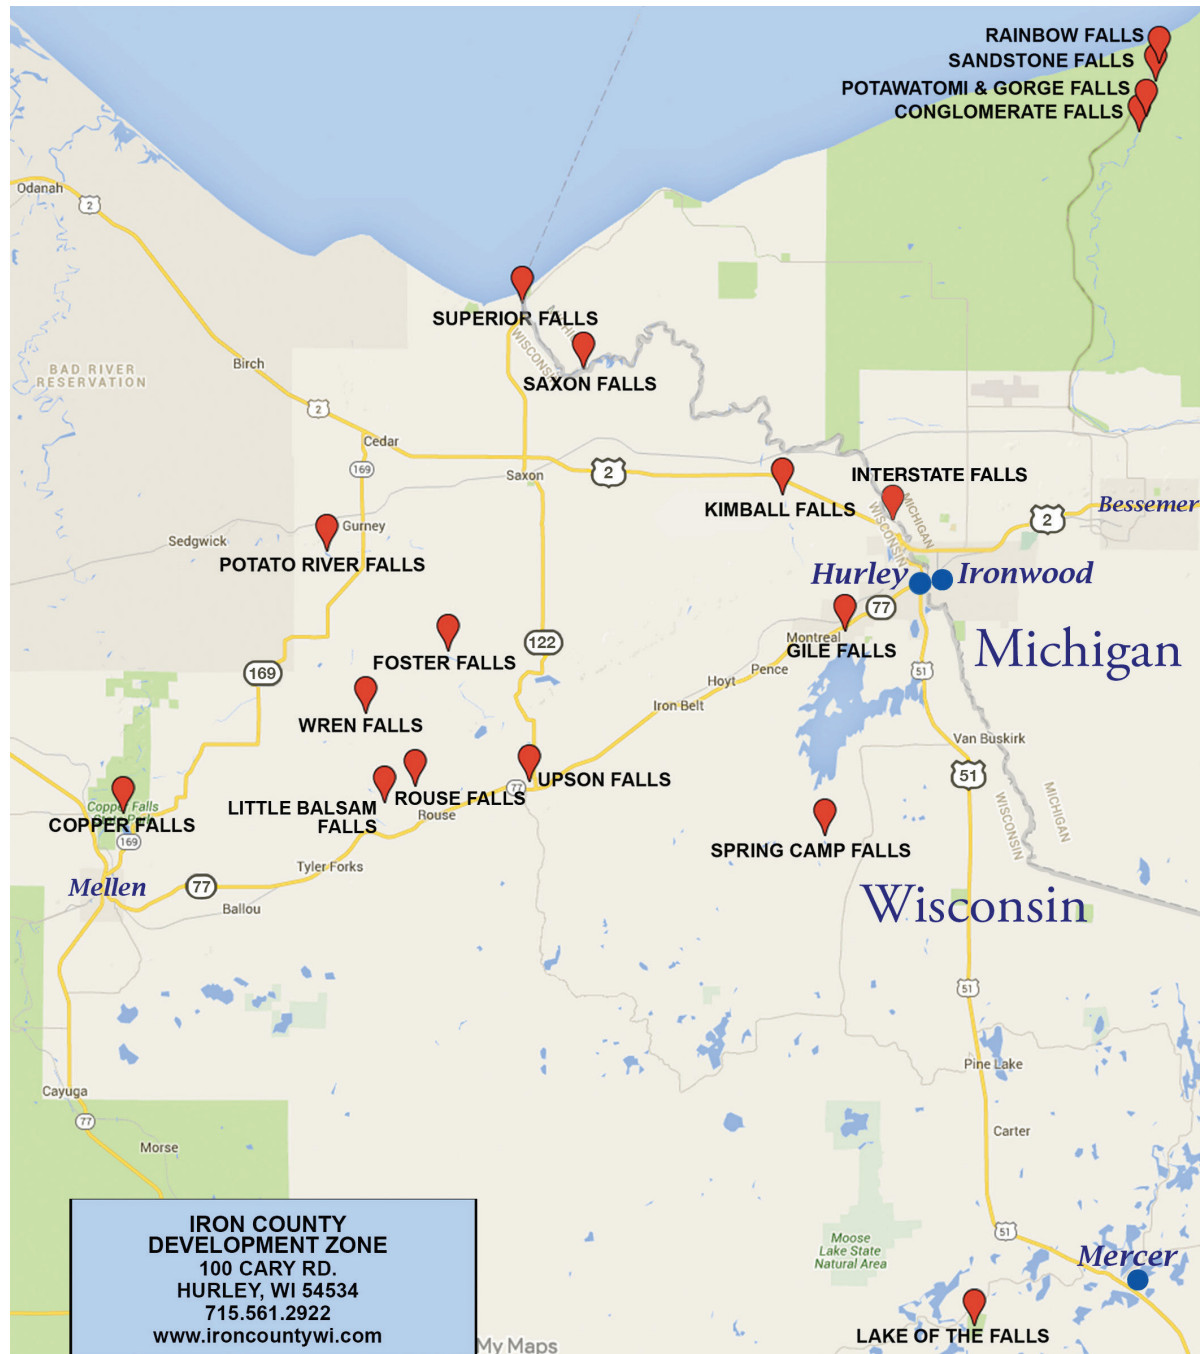 RAINBOW FALLS
SANDSTONE FALLS
POTAWATOMI & GORGE FALLS
CONGLOMERATE FALLS
Odanah
2
SUPERIOR FALLS
MICHIGAN
WISCONSIN
SAXON FALLS
Birch
BAD RIVER
RESERVATION
2
Cedar
169
Saxon
2
KIMBALL FALLS
INTERSTATE FALLS
MICHIGAN
WISCONSIN
2
Bessemer
Gurney
Sedgwick
POTATO RIVER FALLS
Hurley
Ironwood
77
Montreal
GILE FALLS
Michigan
122
FOSTER FALLS
169
Pence
Hoyt
51
Iron Belt
WREN FALLS
Van Buskirk
51
UPSON FALLS
77
ROUSE FALLS
Rouse
LITTLE BALSAM
FALLS
Copper Falls
State Park
COPPER FALLS
169
MICHIGAN
WISCONSIN
SPRING CAMP FALLS
Tyler Forks
Mellen
77
Ballou
Wisconsin
51
Pine Lake
Cayuga
77
Carter
Morse
51
Moose
Lake State
Natural Area
Mercer
LAKE OF THE FALLS
IRON COUNTY
DEVELOPMENT ZONE
100 CARY RD.
HURLEY, WI 54534
715.561.2922
www.ironcountywi.com
My Maps